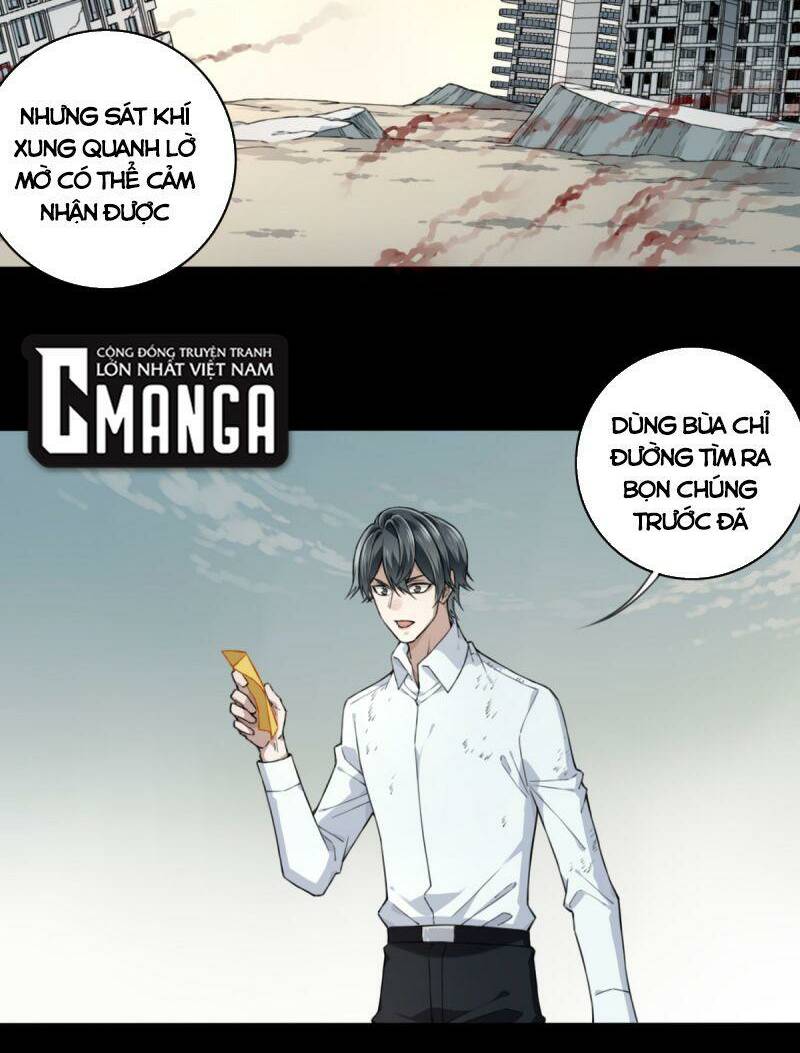 NHƯNG SÁT KHÍ
XUNG QUANH LỜ
MỜ CÓ THỂ CẢM
NHẬN ĐƯỢC
CỘNG ĐỒNG TRUYỆN TRANH
LỚN NHẤT VIỆT NAM
CMANGA
DÙNG BÙA CHỈ
ĐƯỜNG TÌM RA
BỌN CHÚNG
TRƯỚC ĐÃ